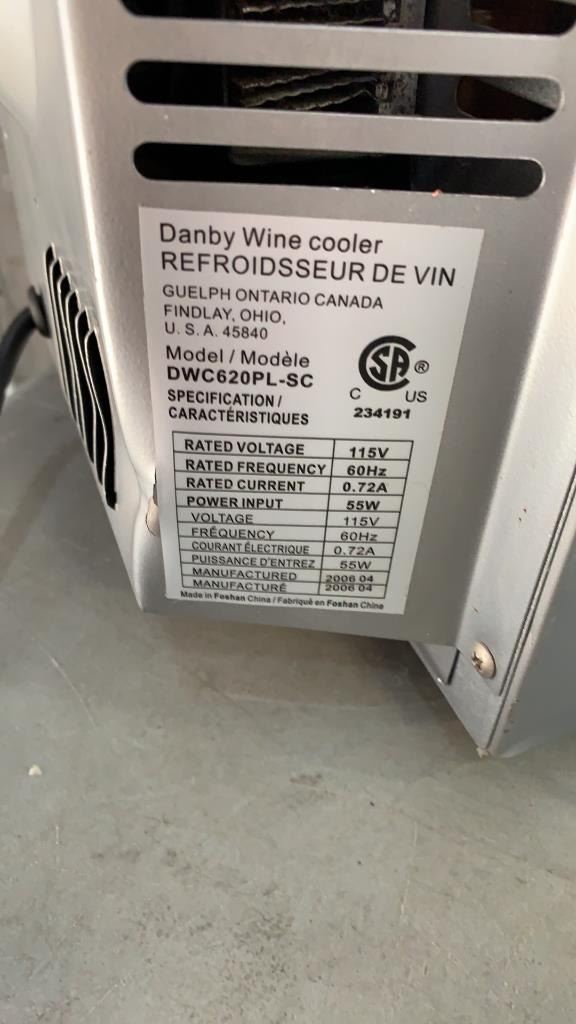 Danby Wine cooler
REFROIDSSEUR DE VIN
GUELPH ONTARIO CANADA
FINDLAY, OHIO,
U. S. A. 45840
Model / Modèle
DWC620PL-SC
SPECIFICATION /
CARACTÉRISTIQUES
SA ®
C US
234191
RATED VOLTAGE 115V
RATED FREQUENCY 60Hz
RATED CURRENT 0.72A
POWER INPUT 55W
VOLTAGE 115V
FRÉQUENCY 60Hz
COURANT ÉLECTRIQUE 0.72A
PUISSANCE D'ENTREZ 55W
MANUFACTURED 2006 04
MANUFACTURÉ 2006 04
Made in Foshan China / Fabriqué en Foshan Chine